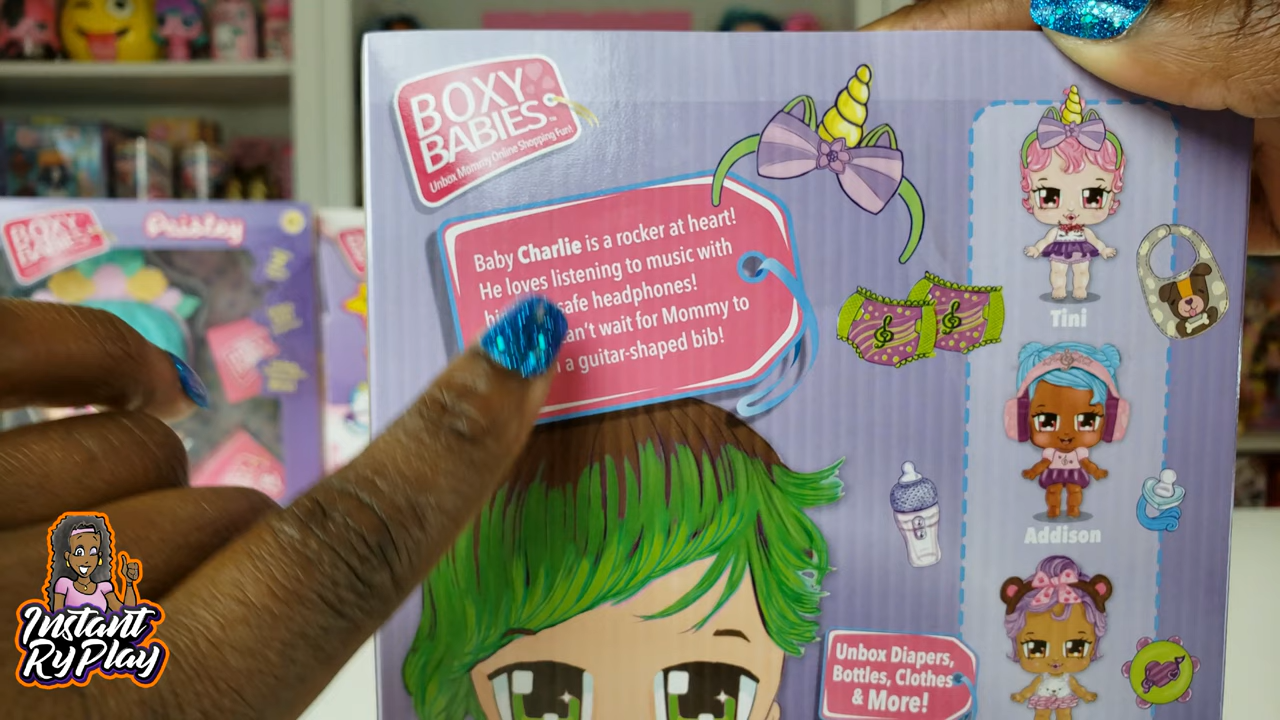 BOXY
BABIES™
Unbox Mommy Online Shopping Fun!
Baby Charlie is a rocker at heart!
He loves listening to music with
safe headphones!
can't wait for Mommy to
a guitar-shaped bib!
Tini
Addison
Unbox Diapers,
Bottles, Clothes
& More!
BOXY
BABIES
Paisley
Instant
RyPlay